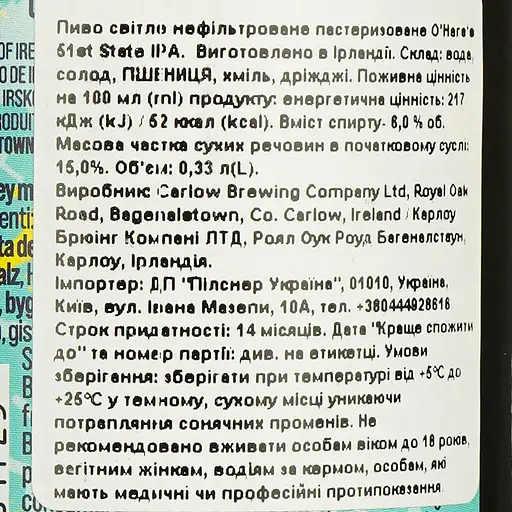 Пиво світле нефільтроване пастеризоване O'Hara's
51st State IPA. Виготовлено в Ірландії. Склад: вода,
солод, ПШЕНИЦЯ, хміль, дріжджі. Поживна цінність
на 100 мл (ml) продукту: енергетична цінність: 217
кДж (kJ) / 52 ккал (kcal). Вміст спирту- 6,0 % об.
Масова частка сухих речовин в початковому суслі:
15,0%. Об'єм: 0,33 л(L).
Виробник: Carlow Brewing Company Ltd, Royal Oak
Road, Bagenalstown, Co. Carlow, Ireland / Карлоу
Брюінг Компані ЛТД, Роял Оук Роуд, Багеналстаун,
Карлоу, Ірландія.
Імпортер: ДП "Пілснер Україна", 01010, Україна,
Київ, вул. Івана Мазепи, 10А, тел. +380444928616
Строк придатності: 14 місяців. Дата "Краще спожити
до" та номер партії: див. на етикетці. Умови
зберігання: зберігати при температурі від +5°С до
+25°С у темному, сухому місці уникаючи
потрапляння сонячних променів. Не
рекомендовано вживати особам віком до 18 років,
вагітним жінкам, водіям за кермом, особам, які
мають медичні чи професійні протипоказання.